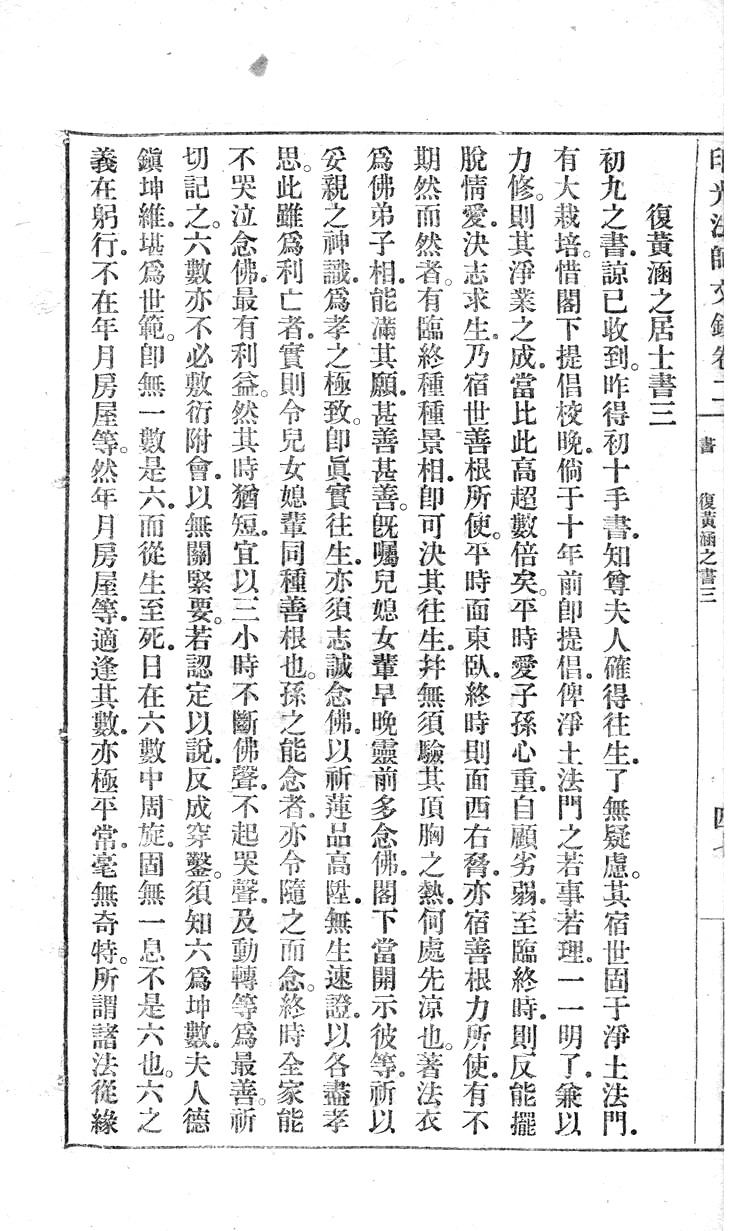 印光法師文鈔卷二 書 復黃涵之書三 四七
復黃涵之居士書三
初九之書。諒已收到。昨得初十手書。知尊夫人確得往生。了無疑慮。其宿世固于淨土法門。
有大栽培。惜閣下提倡校晚。倘于十年前卽提倡。俾淨土法門之若事若理。一一明了。兼以
力修。則其淨業之成。當比此高超數倍矣。平時愛子孫心重。自顧劣弱。至臨終時。則反能擺
脫情愛。決志求生。乃宿世善根所使。平時面東臥。終時則面西右脅。亦宿善根力所使。有不
期然而然者。有臨終種種景相。卽可決其往生。幷無須驗其頂胸之熱。何處先涼也。著法衣
爲佛弟子相。能滿其願。甚善甚善。旣囑兒媳女輩早晚靈前多念佛。閣下當開示彼等。祈以
妥親之神識。爲孝之極致。卽眞實往生。亦須志誠念佛。以祈蓮品高陞。無生速證。以各盡孝
思。此雖爲利亡者。實則令兒女媳輩同種善根也。孫之能念者。亦令隨之而念。終時全家能
不哭泣念佛。最有利益。然其時猶短。宜以三小時不斷佛聲。不起哭聲。及動轉等爲最善。祈
切記之。六數亦不必敷衍附會。以無關緊要。若認定以說。反成穿鑿。須知六爲坤數。夫人德
鎭坤維。堪爲世範。卽無一數是六。而從生至死。日在六數中周旋。固無一息不是六也。六之
義在躬行。不在年月房屋等。然年月房屋等。適逢其數。亦極平常。毫無奇特。所謂諸法從緣